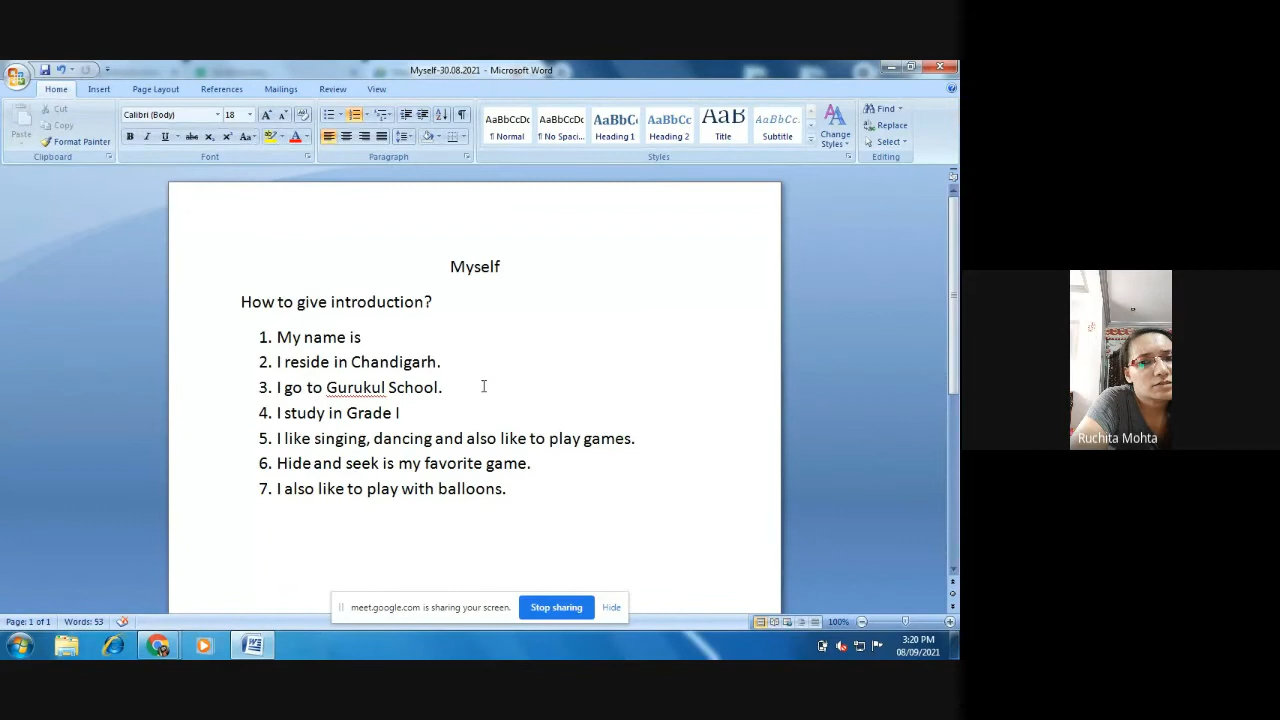 Myself-30.08.2021 - Microsoft Word
Home Insert Page Layout References Mailings Review View
Cut
Copy
Paste
Format Painter
Clipboard
Calibri (Body) 18
Font
Paragraph
AaBbCcDc AaBbCcDc AaBbCc AaBbCc AaB AaBbCc.
¶ Normal ¶ No Spaci... Heading 1 Heading 2 Title Subtitle
Change Styles
Styles
Find
Replace
Select
Editing
Myself
How to give introduction?
1. My name is
2. I reside in Chandigarh.
3. I go to Gurukul School.
4. I study in Grade I
5. I like singing, dancing and also like to play games.
6. Hide and seek is my favorite game.
7. I also like to play with balloons.
meet.google.com is sharing your screen. Stop sharing Hide
Page: 1 of 1 Words: 53 100%
3:20 PM
08/09/2021
Ruchita Mohta